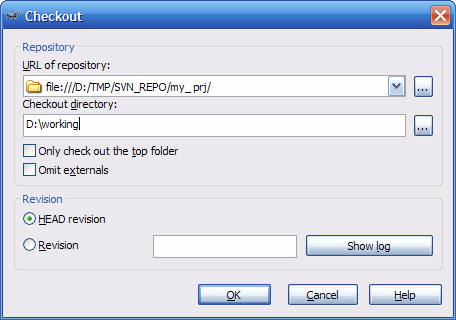 Checkout
Repository
URL of repository:
file:///D:/TMP/SVN_REPO/my_prj/
...
Checkout directory:
D:\working
...
Only check out the top folder
Omit externals
Revision
HEAD revision
Revision
Show log
OK
Cancel
Help